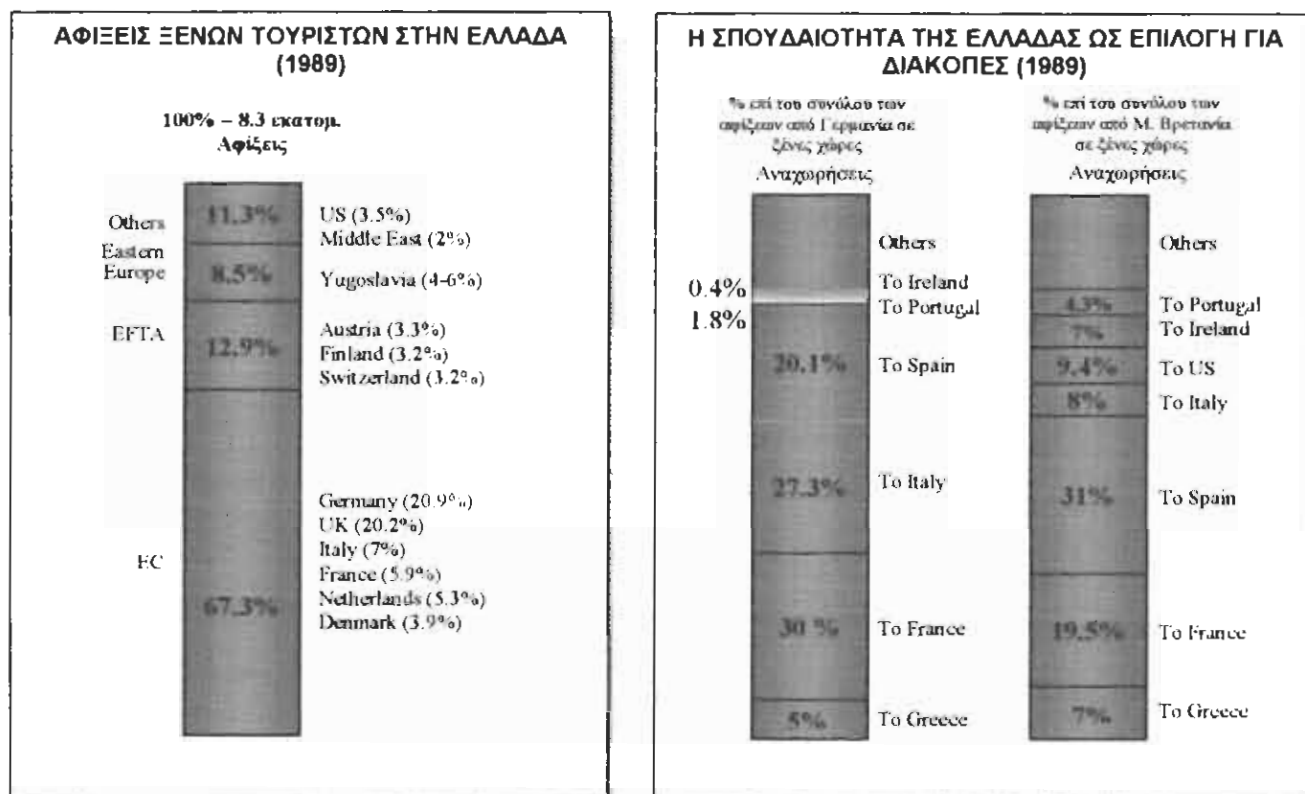 ΑΦΙΞΕΙΣ ΞΕΝΩΝ ΤΟΥΡΙΣΤΩΝ ΣΤΗΝ ΕΛΛΑΔΑ
(1989)
100% – 8.3 εκατομ.
Αφίξεις
Others
11.3%
US (3.5%)
Middle East (2%)
Eastern
Europe
8.5%
Yugoslavia (4-6%)
EFTA
12.9%
Austria (3.3%)
Finland (3.2%)
Switzerland (3.2%)
EC
67.3%
Germany (20.9%)
UK (20.2%)
Italy (7%)
France (5.9%)
Netherlands (5.3%)
Denmark (3.9%)
Η ΣΠΟΥΔΑΙΟΤΗΤΑ ΤΗΣ ΕΛΛΑΔΑΣ ΩΣ ΕΠΙΛΟΓΗ ΓΙΑ
ΔΙΑΚΟΠΕΣ (1989)
% επί του συνόλου των
αφίξεων από Γερμανία σε
ξένες χώρες
Αναχωρήσεις
Others
0.4%
To Ireland
1.8%
To Portugal
20.1%
To Spain
27.3%
To Italy
30 %
To France
5%
To Greece
% επί του συνόλου των
αφίξεων από Μ. Βρετανία
σε ξένες χώρες
Αναχωρήσεις
Others
4.3%
To Portugal
7%
To Ireland
9.4%
To US
8%
To Italy
31%
To Spain
19.5%
To France
7%
To Greece